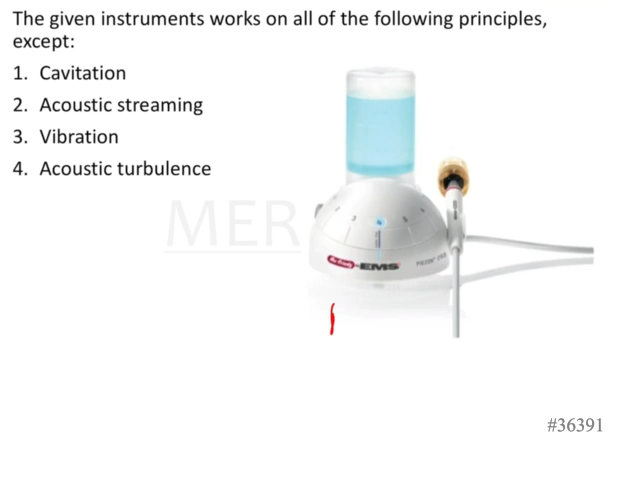 The given instruments works on all of the following principles,
except:
1. Cavitation
2. Acoustic streaming
3. Vibration
4. Acoustic turbulence
MER
EMS
#36391